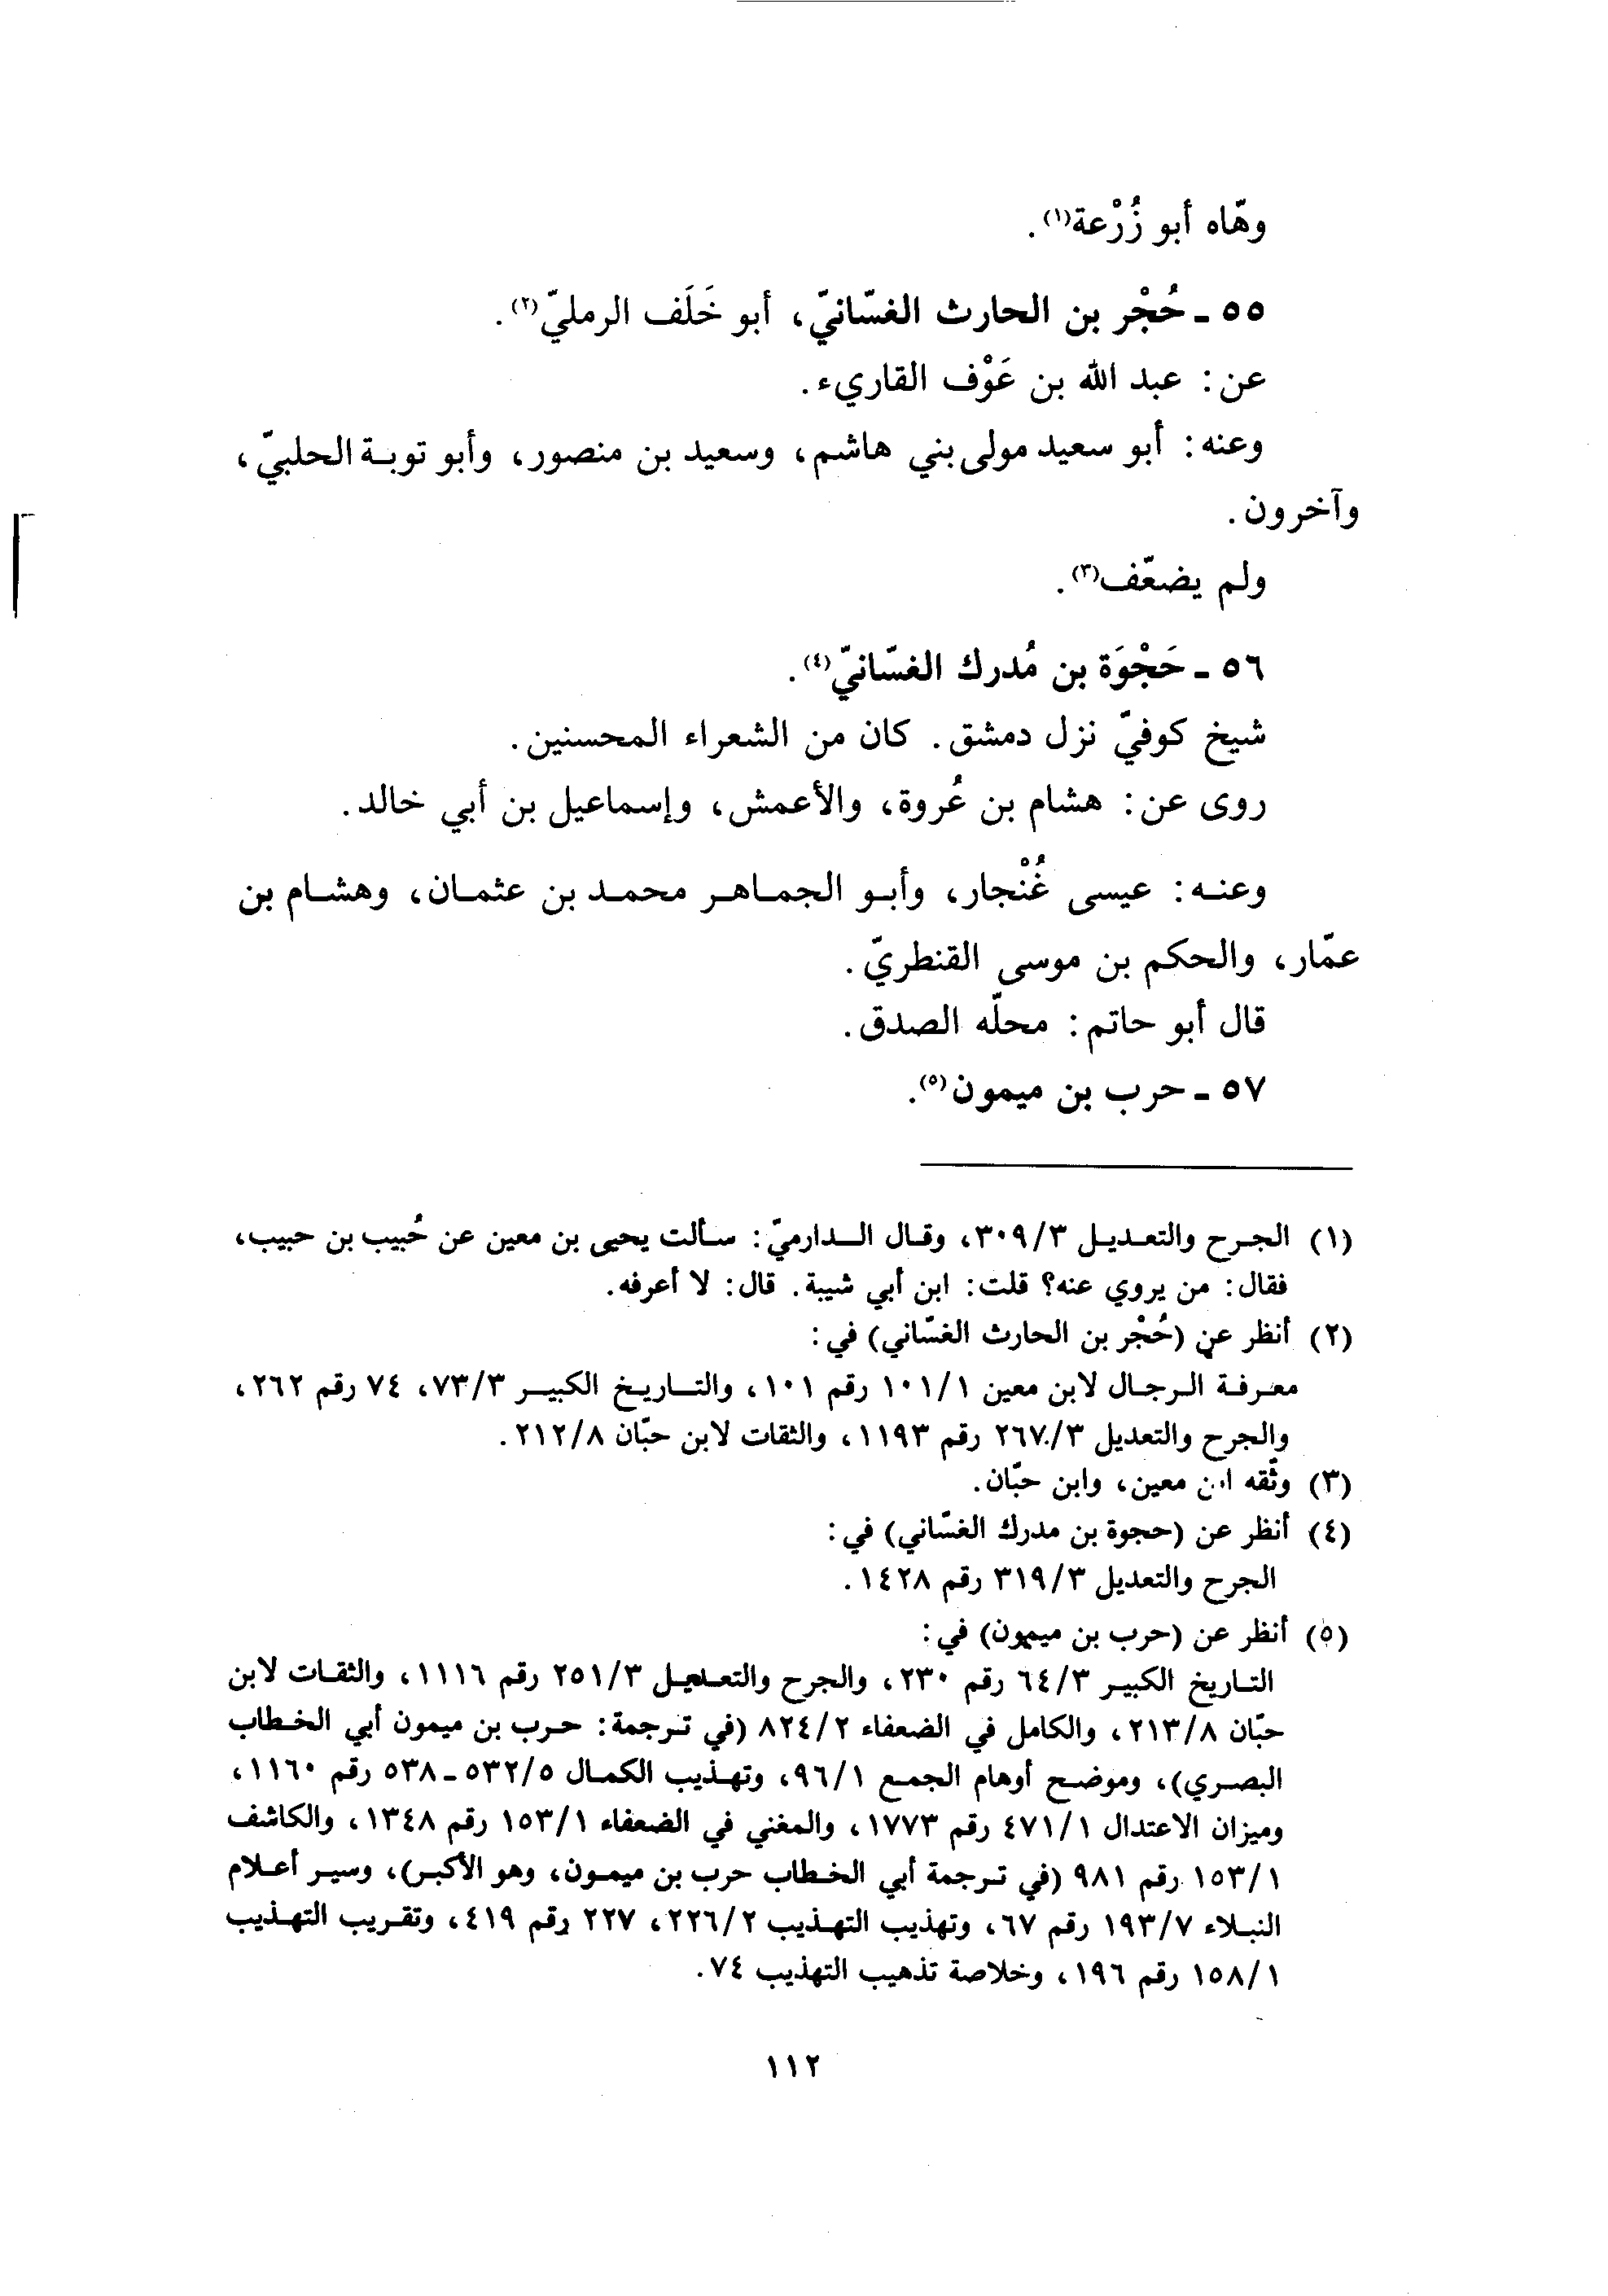 وهّاه أبو زُرْعة(١).
٥٥ ـ حُجْر بن الحارث الغسّانيّ، أبو خَلَف الرمليّ(٢).
عن: عبد الله بن عَوْف القاريء.
وعنه: أبو سعيد مولى بني هاشم، وسعيد بن منصور، وأبو توبة الحلبيّ،
وآخرون.
ولم يضعّف(٣).
٥٦ ـ حَجْوَة بن مُدرك الغسّانيّ(٤).
شيخ كوفيّ نزل دمشق. كان من الشعراء المحسنين.
روى عن: هشام بن عُروة، والأعمش، وإسماعيل بن أبي خالد.
وعنه: عيسى غُنْجار، وأبو الجماهر محمد بن عثمان، وهشام بن
عمّار، والحكم بن موسى القنطريّ.
قال أبو حاتم: محلّه الصدق.
٥٧ ـ حرب بن ميمون(٥).
(١) الجرح والتعديل ٣/٣٠٩، وقال الدارميّ: سألت يحيى بن معين عن حُبيب بن حبيب،
فقال: من يروي عنه؟ قلت: ابن أبي شيبة. قال: لا أعرفه.
(٢) أنظر عن (حُجْر بن الحارث الغسّاني) في:
معرفة الرجال لابن معين ١/١٠١ رقم ١٠١، والتاريخ الكبير ٣/٧٣، ٧٤ رقم ٢٦٢،
والجرح والتعديل ٣/٢٦٧ رقم ١١٩٣، والثقات لابن حبّان ٨/٢١٢.
(٣) وثّقه ابن معين، وابن حبّان.
(٤) أنظر عن (حجوة بن مدرك الغسّاني) في:
الجرح والتعديل ٣/٣١٩ رقم ١٤٢٨.
(٥) أنظر عن (حرب بن ميمون) في:
التاريخ الكبير ٣/٦٤ رقم ٢٣٠، والجرح والتعديل ٣/٢٥١ رقم ١١١٦، والثقات لابن
حبّان ٨/٢١٣، والكامل في الضعفاء ٢/٨٢٤ (في ترجمة: حرب بن ميمون أبي الخطاب
البصري)، وموضح أوهام الجمع ١/٩٦، وتهذيب الكمال ٥/٥٣٢ـ٥٣٨ رقم ١١٦٠،
وميزان الاعتدال ١/٤٧١ رقم ١٧٧٣، والمغني في الضعفاء ١/١٥٣ رقم ١٣٤٨، والكاشف
١/١٥٣ رقم ٩٨١ (في ترجمة أبي الخطاب حرب بن ميمون، وهو الأكبر)، وسير أعلام
النبلاء ٧/١٩٣ رقم ٦٧، وتهذيب التهذيب ٢/٢٢٦، ٢٢٧ رقم ٤١٩، وتقريب التهذيب
١/١٥٨ رقم ١٩٦، وخلاصة تذهيب التهذيب ٧٤.
١١٢